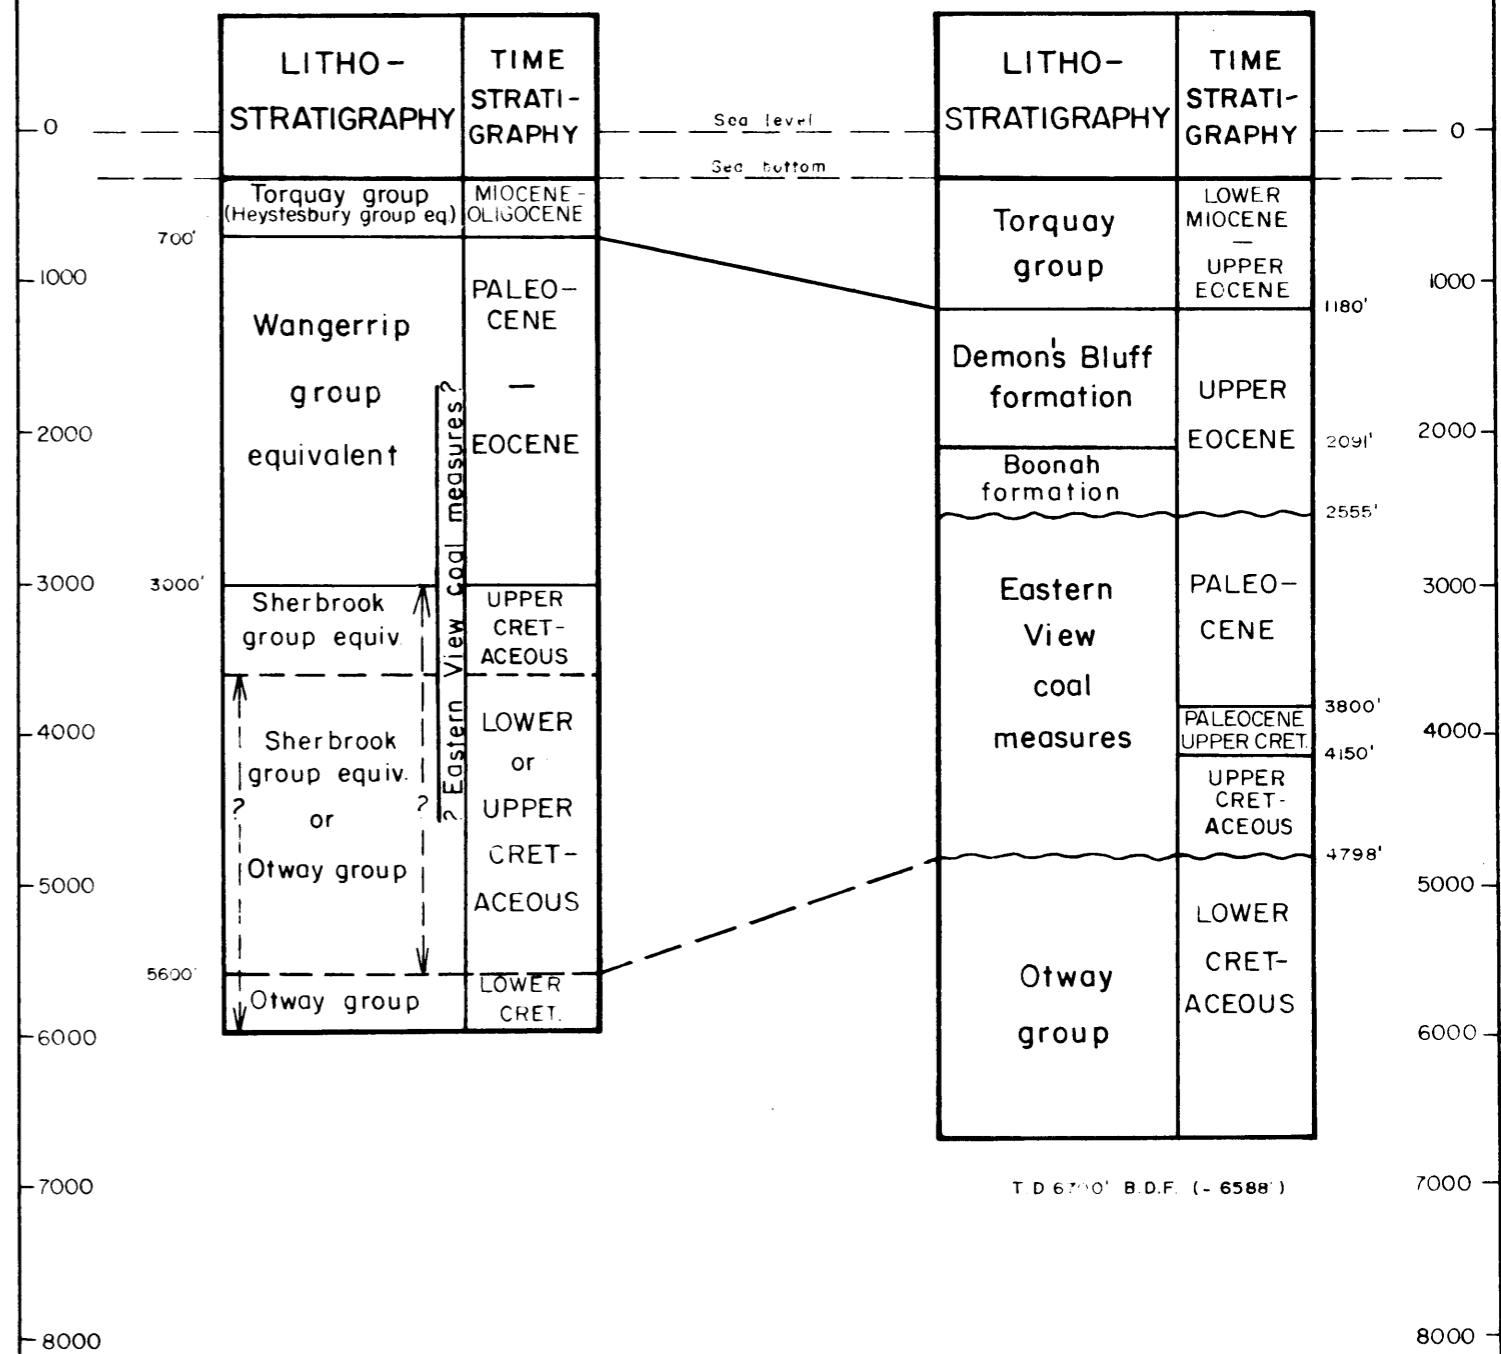 LITHO-
STRATIGRAPHY
TIME
STRATI-
GRAPHY
0
Sea level
Sea bottom
Torquay group
(Heystesbury group eq.)
MIOCENE-
OLIGOCENE
700'
1000
Wangerrip
group
equivalent
PALEO-
CENE
—
EOCENE
2000
? Eastern View coal measures?
3000
3000'
Sherbrook
group equiv.
UPPER
CRET-
ACEOUS
4000
Sherbrook
group equiv.
or
Otway group
?
?
LOWER
or
UPPER
CRET-
ACEOUS
5000
5600'
Otway group
LOWER
CRET.
6000
7000
8000
LITHO-
STRATIGRAPHY
TIME
STRATI-
GRAPHY
0
Torquay
group
LOWER
MIOCENE
—
UPPER
EOCENE
1000
1180'
Demon's Bluff
formation
UPPER
EOCENE
2000
2091'
Boonah
formation
2555'
Eastern
View
coal
measures
PALEO-
CENE
3000
3800'
PALEOCENE
UPPER CRET.
4000
4150'
UPPER
CRET-
ACEOUS
4798'
5000
Otway
group
LOWER
CRET-
ACEOUS
6000
T.D B.D.F. (- 6588')
7000
8000